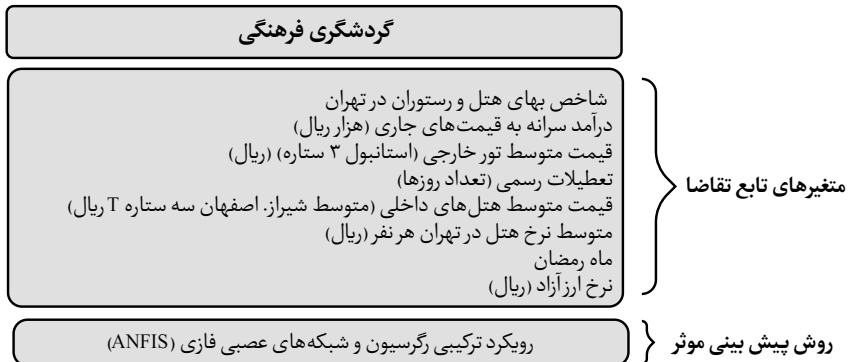 گردشگری فرهنگی
شاخص بهای هتل و رستوران در تهران
درآمد سرانه به قیمت‌های جاری (هزار ریال)
قیمت متوسط تور خارجی (استانبول ۳ ستاره) (ریال)
تعطیلات رسمی (تعداد روزها)
قیمت متوسط هتل‌های داخلی (متوسط شیراز. اصفهان سه ستاره T ریال)
متوسط نرخ هتل در تهران هر نفر (ریال)
ماه رمضان
نرخ ارز آزاد (ریال)
متغیرهای تابع تقاضا
روش پیش بینی موثر
رویکرد ترکیبی رگرسیون و شبکه‌های عصبی فازی (ANFIS)